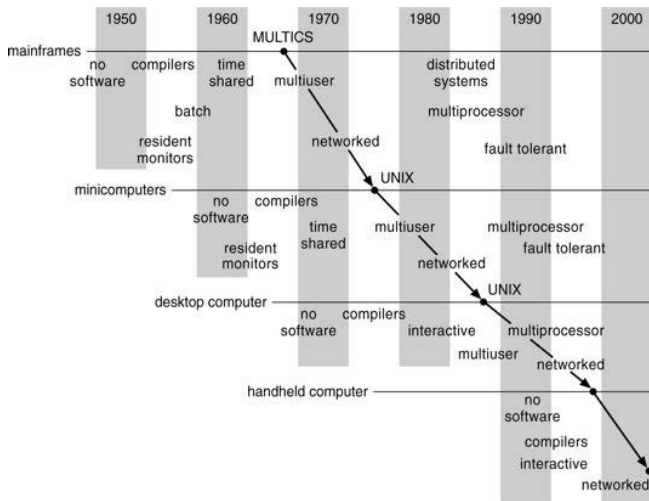 1950 1960 1970 1980 1990 2000
MULTICS
mainframes
no software
compilers
time shared
multiuser
distributed systems
batch
multiprocessor
resident monitors
networked
fault tolerant
UNIX
minicomputers
no software
compilers
time shared
multiuser
multiprocessor
resident monitors
fault tolerant
networked
UNIX
desktop computer
no software
compilers
interactive
multiprocessor
multiuser
networked
handheld computer
no software
compilers
interactive
networked